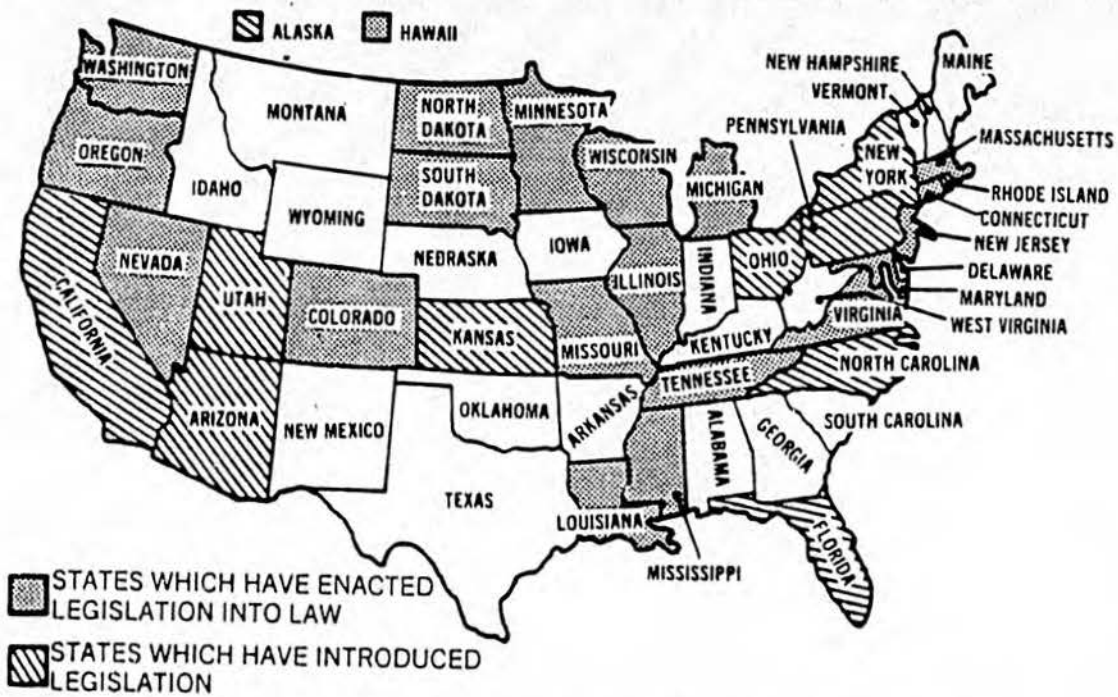 ALASKA HAWAII
WASHINGTON
MONTANA
NORTH
DAKOTA
MINNESOTA
NEW HAMPSHIRE
VERMONT
MAINE
PENNSYLVANIA
MASSACHUSETTS
OREGON
IDAHO
WYOMING
SOUTH
DAKOTA
WISCONSIN
MICHIGAN
NEW
YORK
RHODE ISLAND
CONNECTICUT
NEW JERSEY
NEVADA
UTAH
COLORADO
NEBRASKA
IOWA
ILLINOIS
INDIANA
OHIO
DELAWARE
MARYLAND
WEST VIRGINIA
VIRGINIA
CALIFORNIA
KANSAS
MISSOURI
KENTUCKY
TENNESSEE
NORTH CAROLINA
ARIZONA
NEW MEXICO
OKLAHOMA
ARKANSAS
ALABAMA
GEORGIA
SOUTH CAROLINA
TEXAS
LOUISIANA
MISSISSIPPI
FLORIDA
STATES WHICH HAVE ENACTED
LEGISLATION INTO LAW
STATES WHICH HAVE INTRODUCED
LEGISLATION